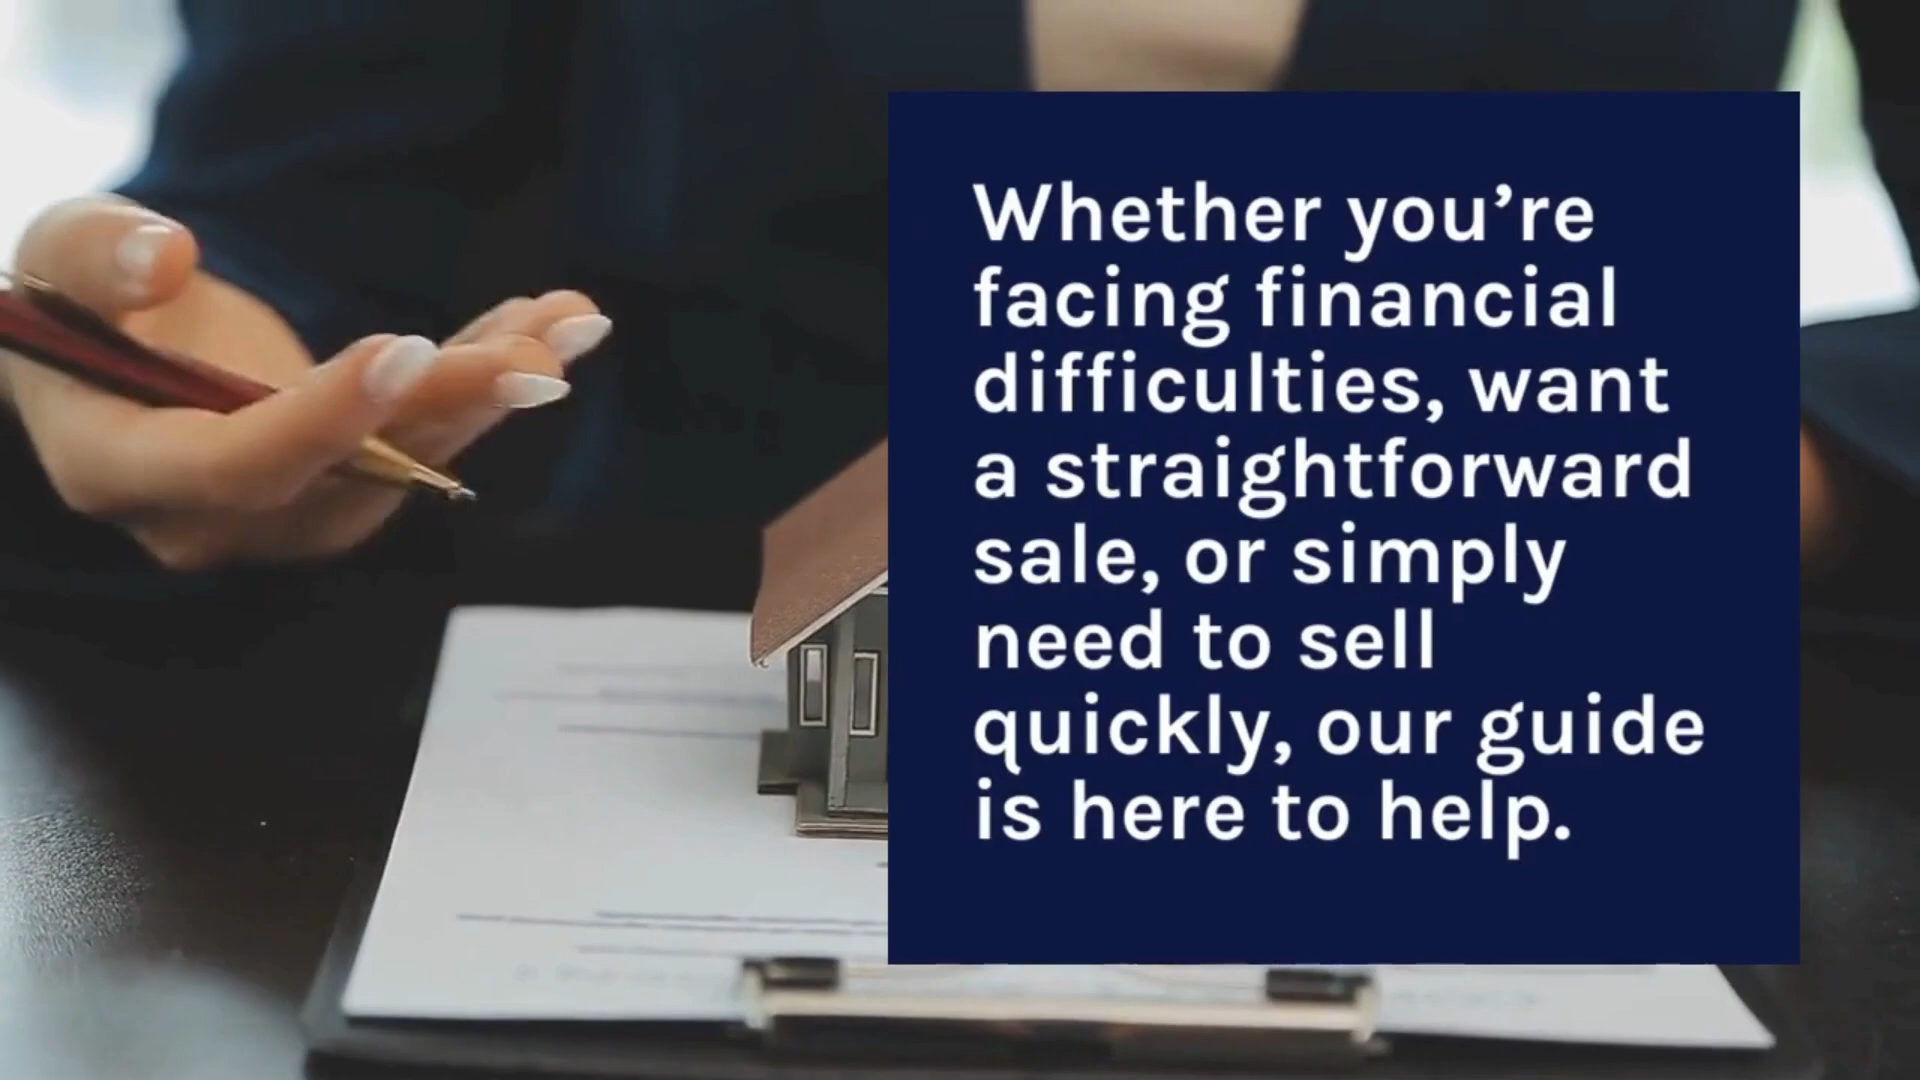 Whether you’re
facing financial
difficulties, want
a straightforward
sale, or simply
need to sell
quickly, our guide
is here to help.